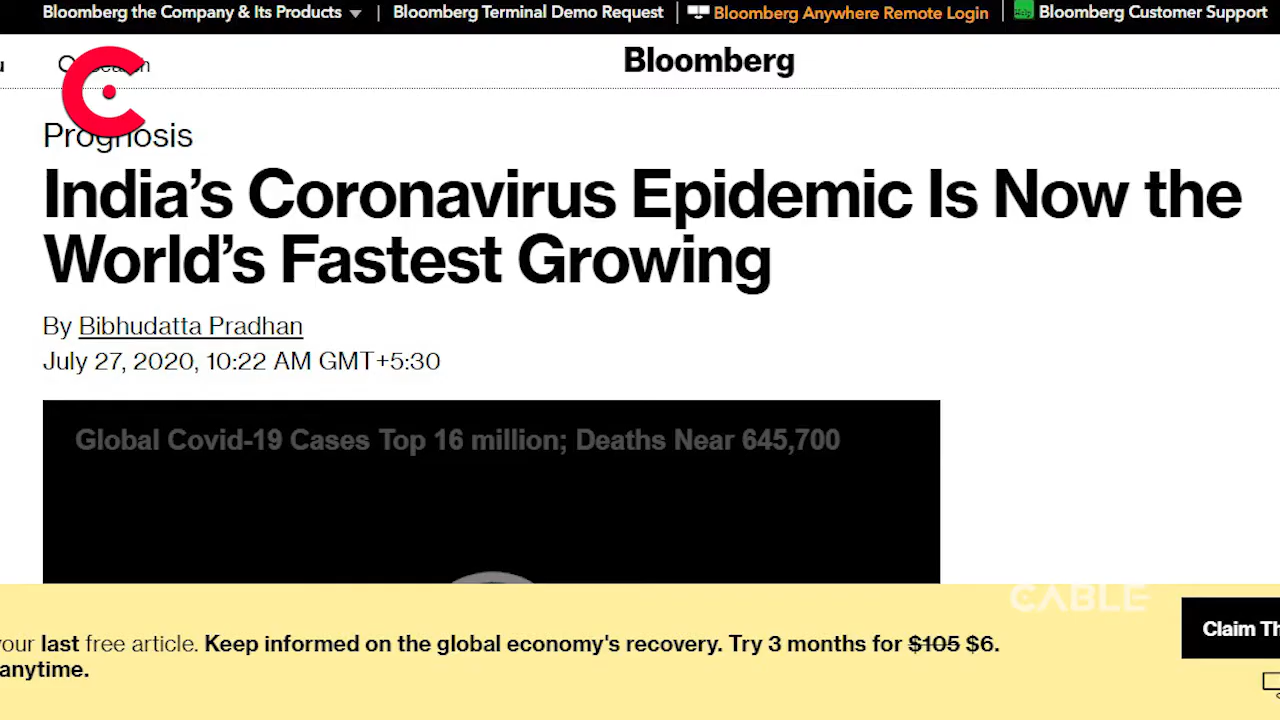 Bloomberg the Company & Its Products
Bloomberg Terminal Demo Request
Bloomberg Anywhere Remote Login
Bloomberg Customer Support
Bloomberg
Prognosis
India's Coronavirus Epidemic Is Now the
World's Fastest Growing
By Bibhudatta Pradhan
July 27, 2020, 10:22 AM GMT+5:30
Global Covid-19 Cases Top 16 million; Deaths Near 645,700
CABLE
last free article. Keep informed on the global economy's recovery. Try 3 months for $105 $6.
anytime.
Claim